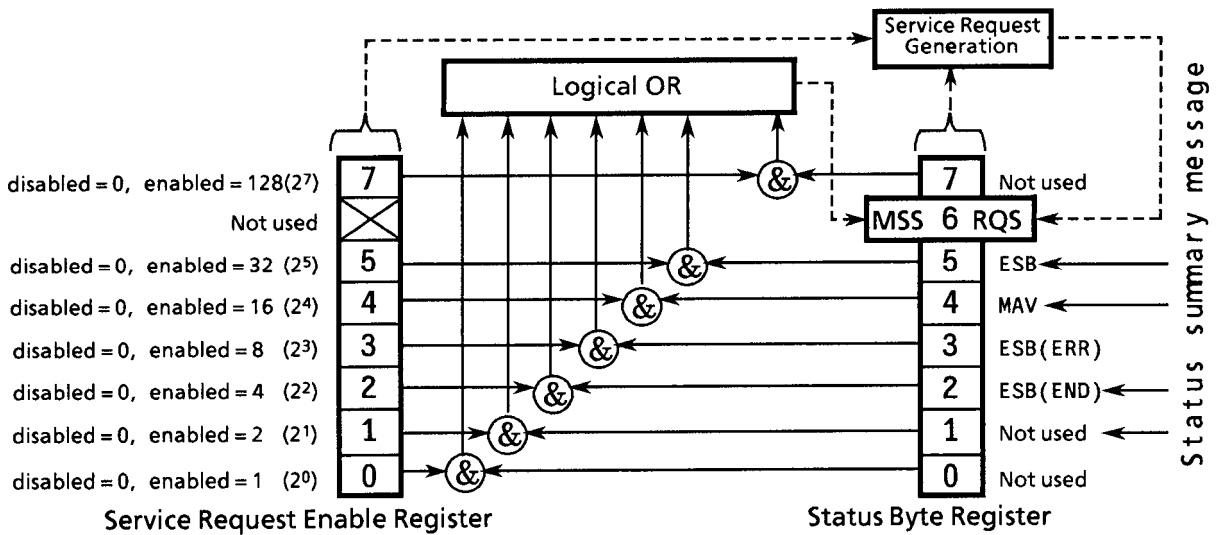 Service Request
Generation
Logical OR
Status summary message
disabled = 0, enabled = 128(2⁷)
7
&
7
Not used
Not used
MSS 6 RQS
disabled = 0, enabled = 32 (2⁵)
5
&
5
ESB
disabled = 0, enabled = 16 (2⁴)
4
&
4
MAV
disabled = 0, enabled = 8 (2³)
3
&
3
ESB(ERR)
disabled = 0, enabled = 4 (2²)
2
&
2
ESB(END)
disabled = 0, enabled = 2 (2¹)
1
&
1
Not used
disabled = 0, enabled = 1 (2⁰)
0
&
0
Not used
Service Request Enable Register
Status Byte Register